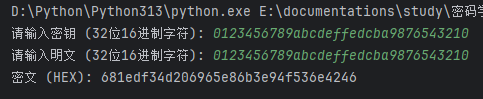 D:\Python\Python313\python.exe E:\documentations\study\密码学
请输入密钥 (32位16进制字符): 0123456789abcdeffedcba9876543210
请输入明文 (32位16进制字符): 0123456789abcdeffedcba9876543210
密文 (HEX): 681edf34d206965e86b3e94f536e4246